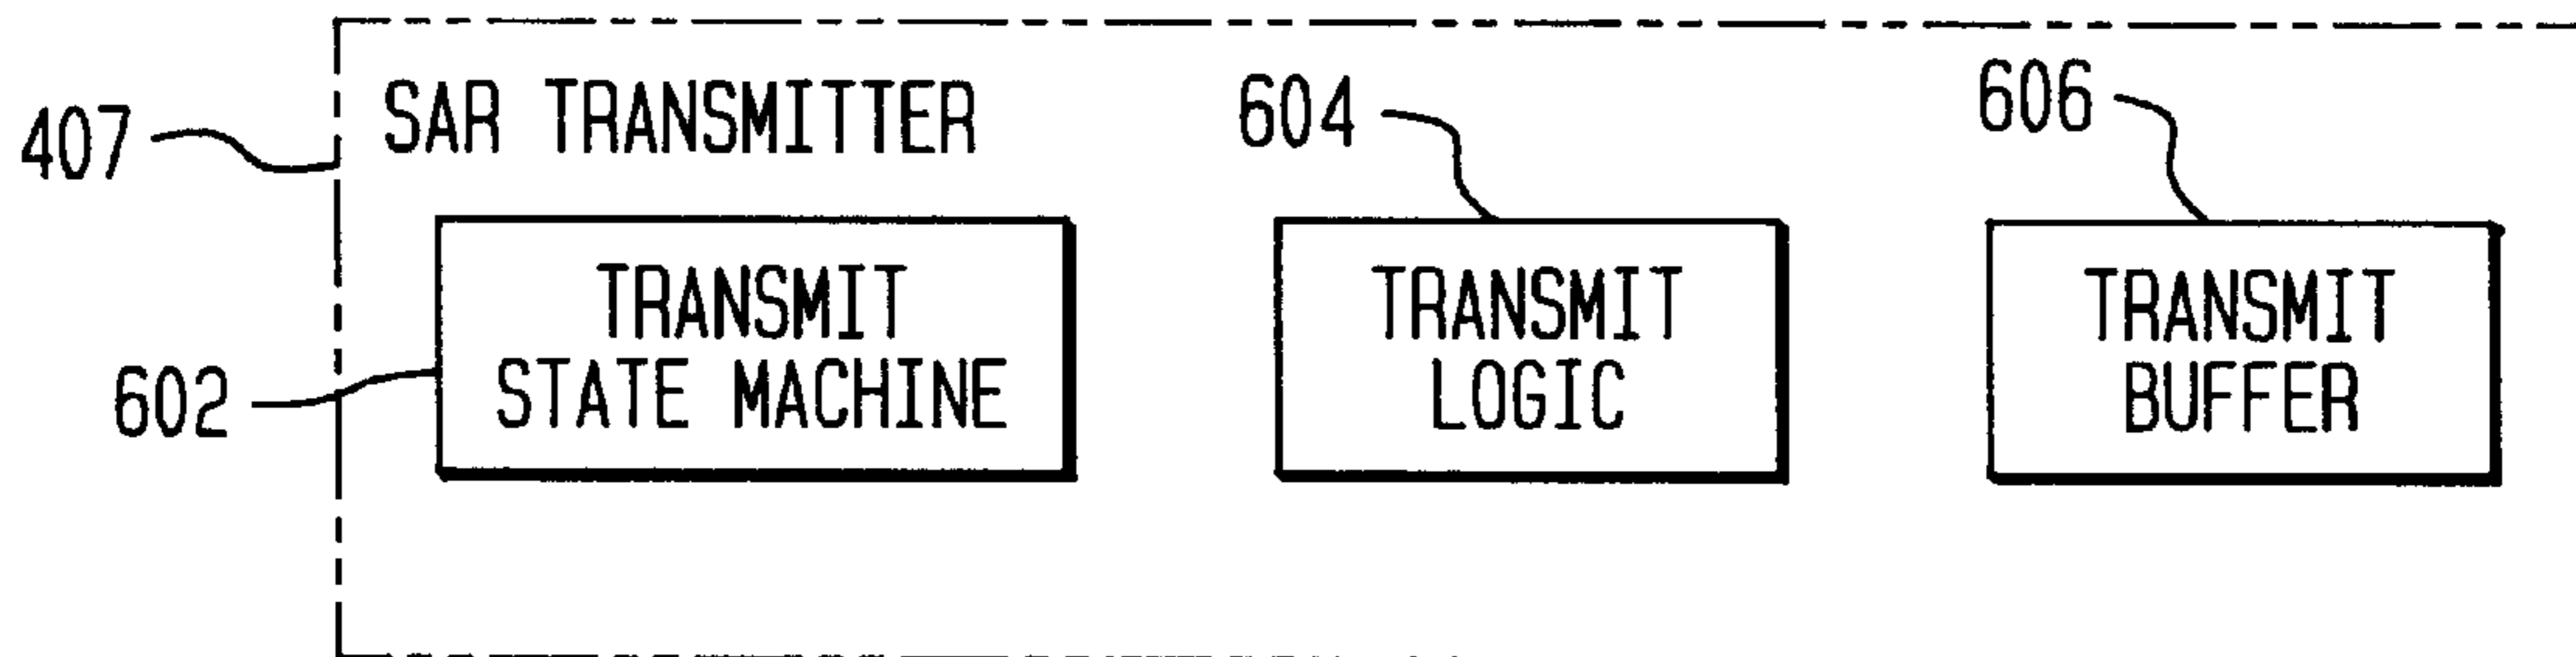 407
SAR TRANSMITTER
604
606
602
TRANSMIT
STATE MACHINE
TRANSMIT
LOGIC
TRANSMIT
BUFFER